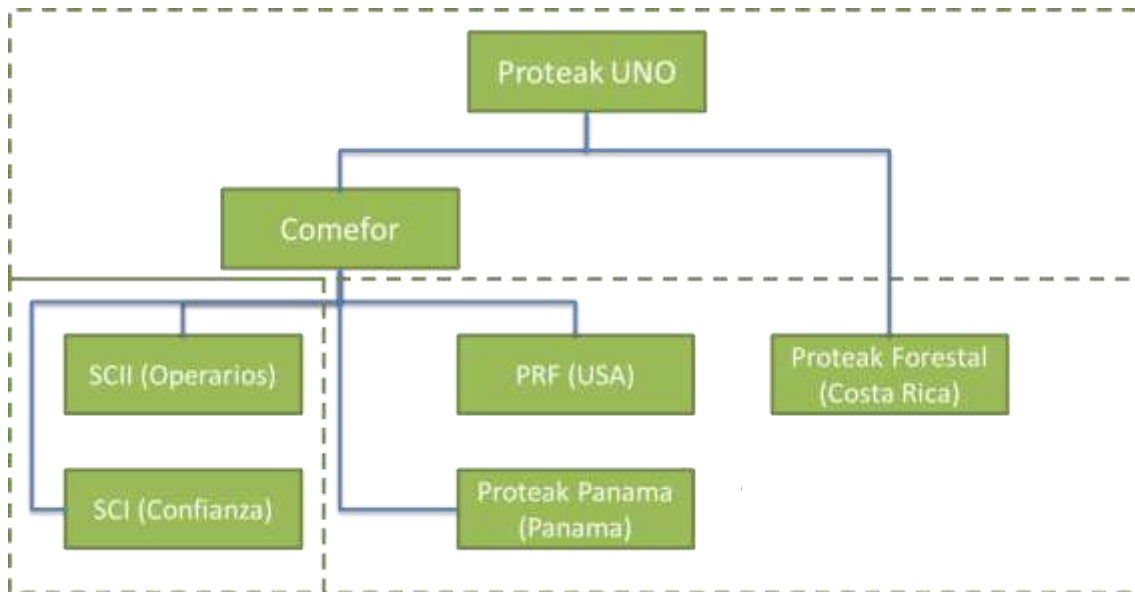 Proteak UNO
Comefor
SCII (Operarios)
PRF (USA)
Proteak Forestal
(Costa Rica)
SCI (Confianza)
Proteak Panama
(Panama)